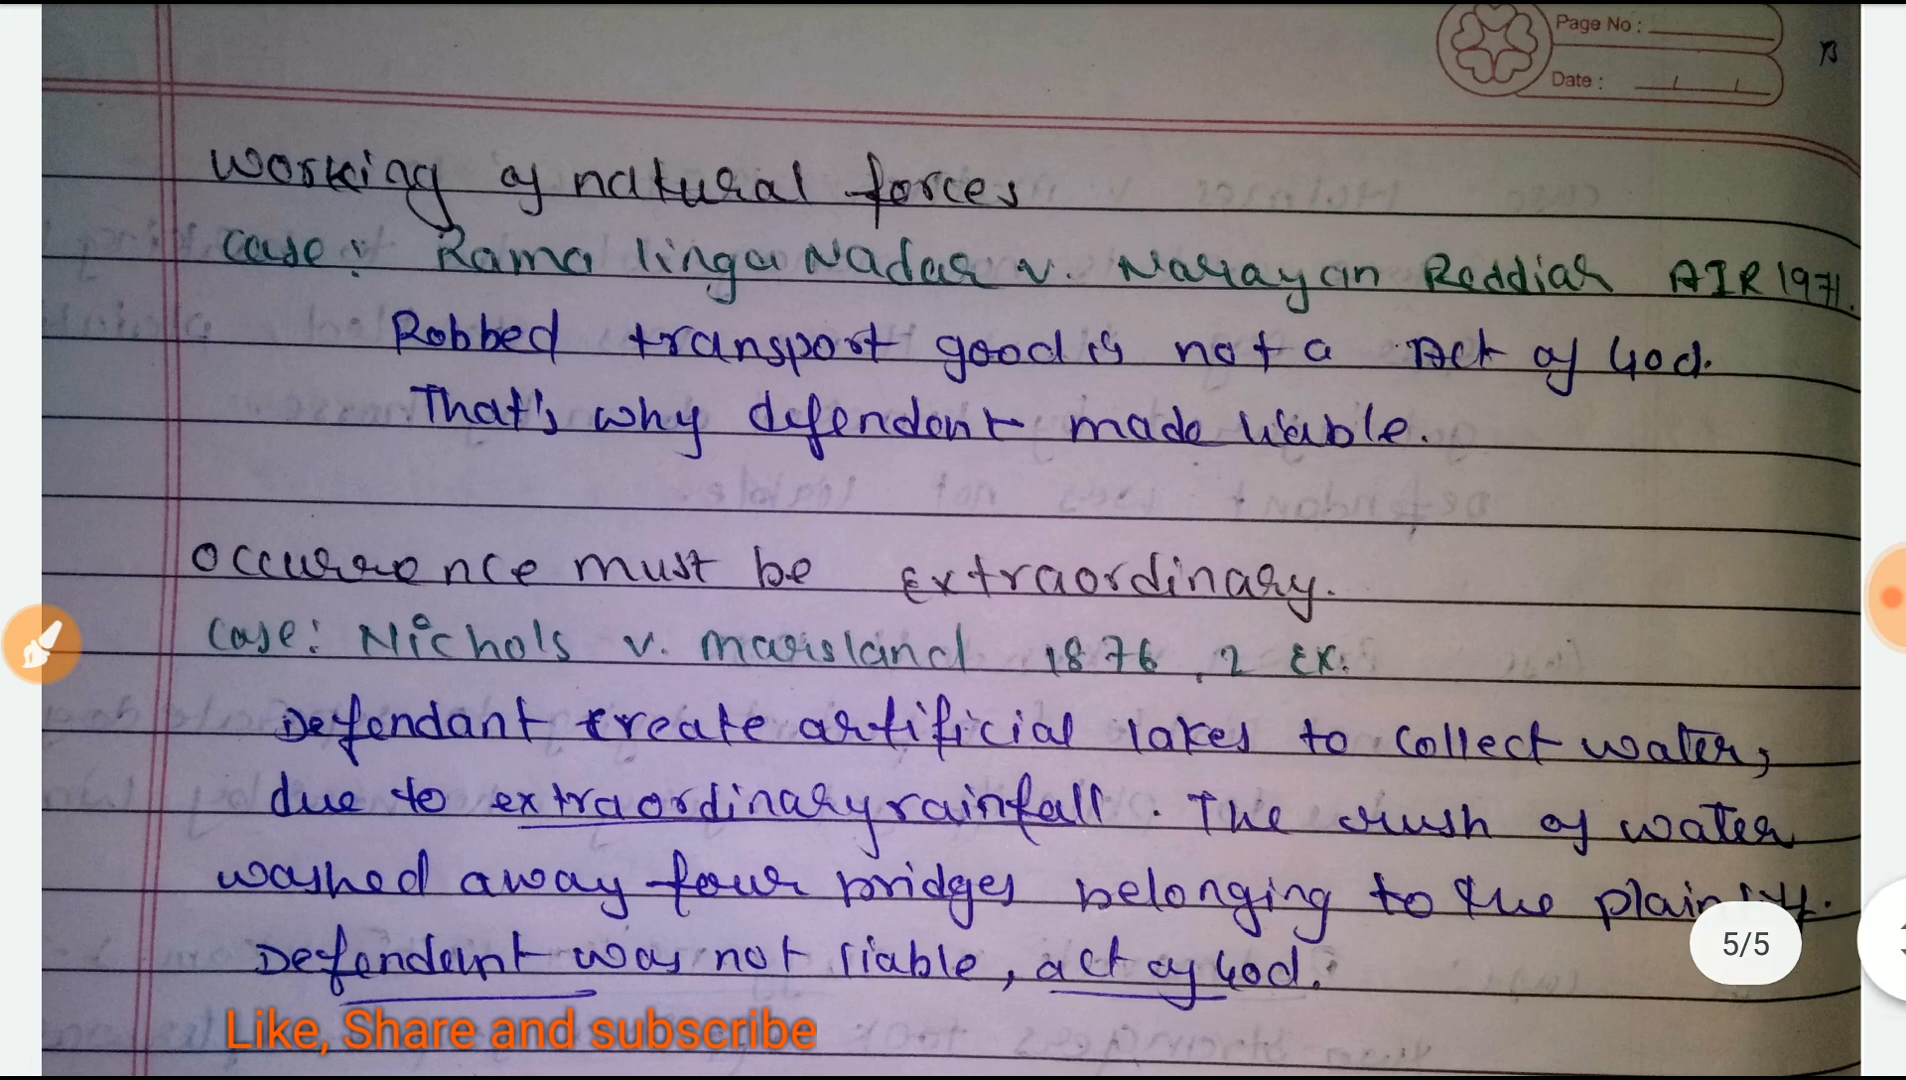 Page No :
Date :
Working of natural forces
Case: Rama linga Nadar v. Narayan Reddiar AIR 1971.
Robbed transport good is not a Act of God.
That's why defendent made liable.
Occurrence must be Extraordinary.
Case: Nichols v. marsland 1876, 2 Ex.
Defendant create artificial lakes to collect water,
due to extraordinary rainfall. The rush of water
washed away four bridges belonging to the plaintiff.
5/5
Defendent was not liable, act of God.
Like, Share and subscribe